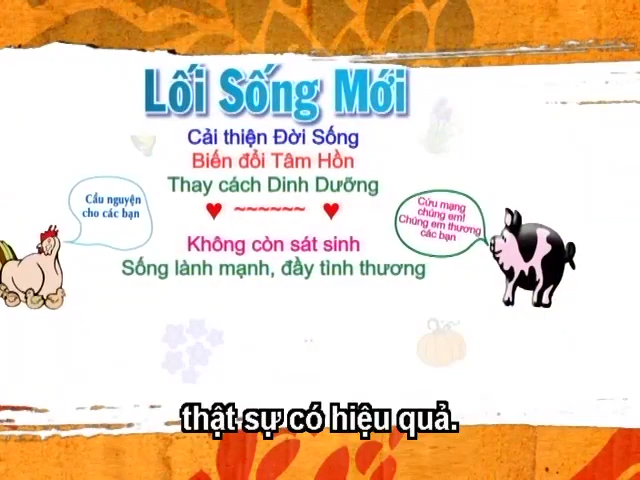 Lối Sống Mới
Cải thiện Đời Sống
Biến đổi Tâm Hồn
Thay cách Dinh Dưỡng
~~~~~~
Cầu nguyện
cho các bạn
Cứu mạng
chúng em!
Chúng em thương
các bạn
Không còn sát sinh
Sống lành mạnh, đầy tình thương
thật sự có hiệu quả.